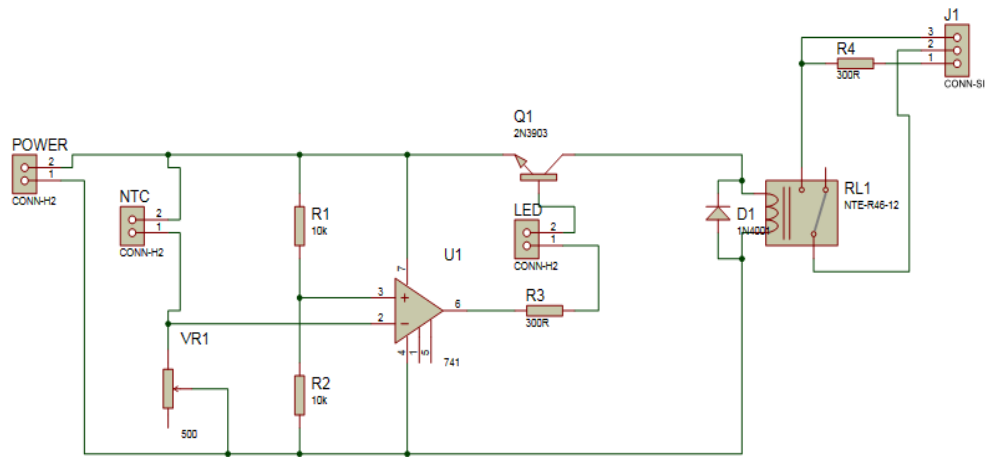 J1
3
2
1
CONN-SI
R4
300R
Q1
2N3903
POWER
2
1
CONN-H2
NTC
2
1
CONN-H2
R1
10k
LED
2
1
CONN-H2
D1
1N4001
RL1
NTE-R46-12
U1
7
3
2
6
4
1
5
741
R3
300R
VR1
500
R2
10k